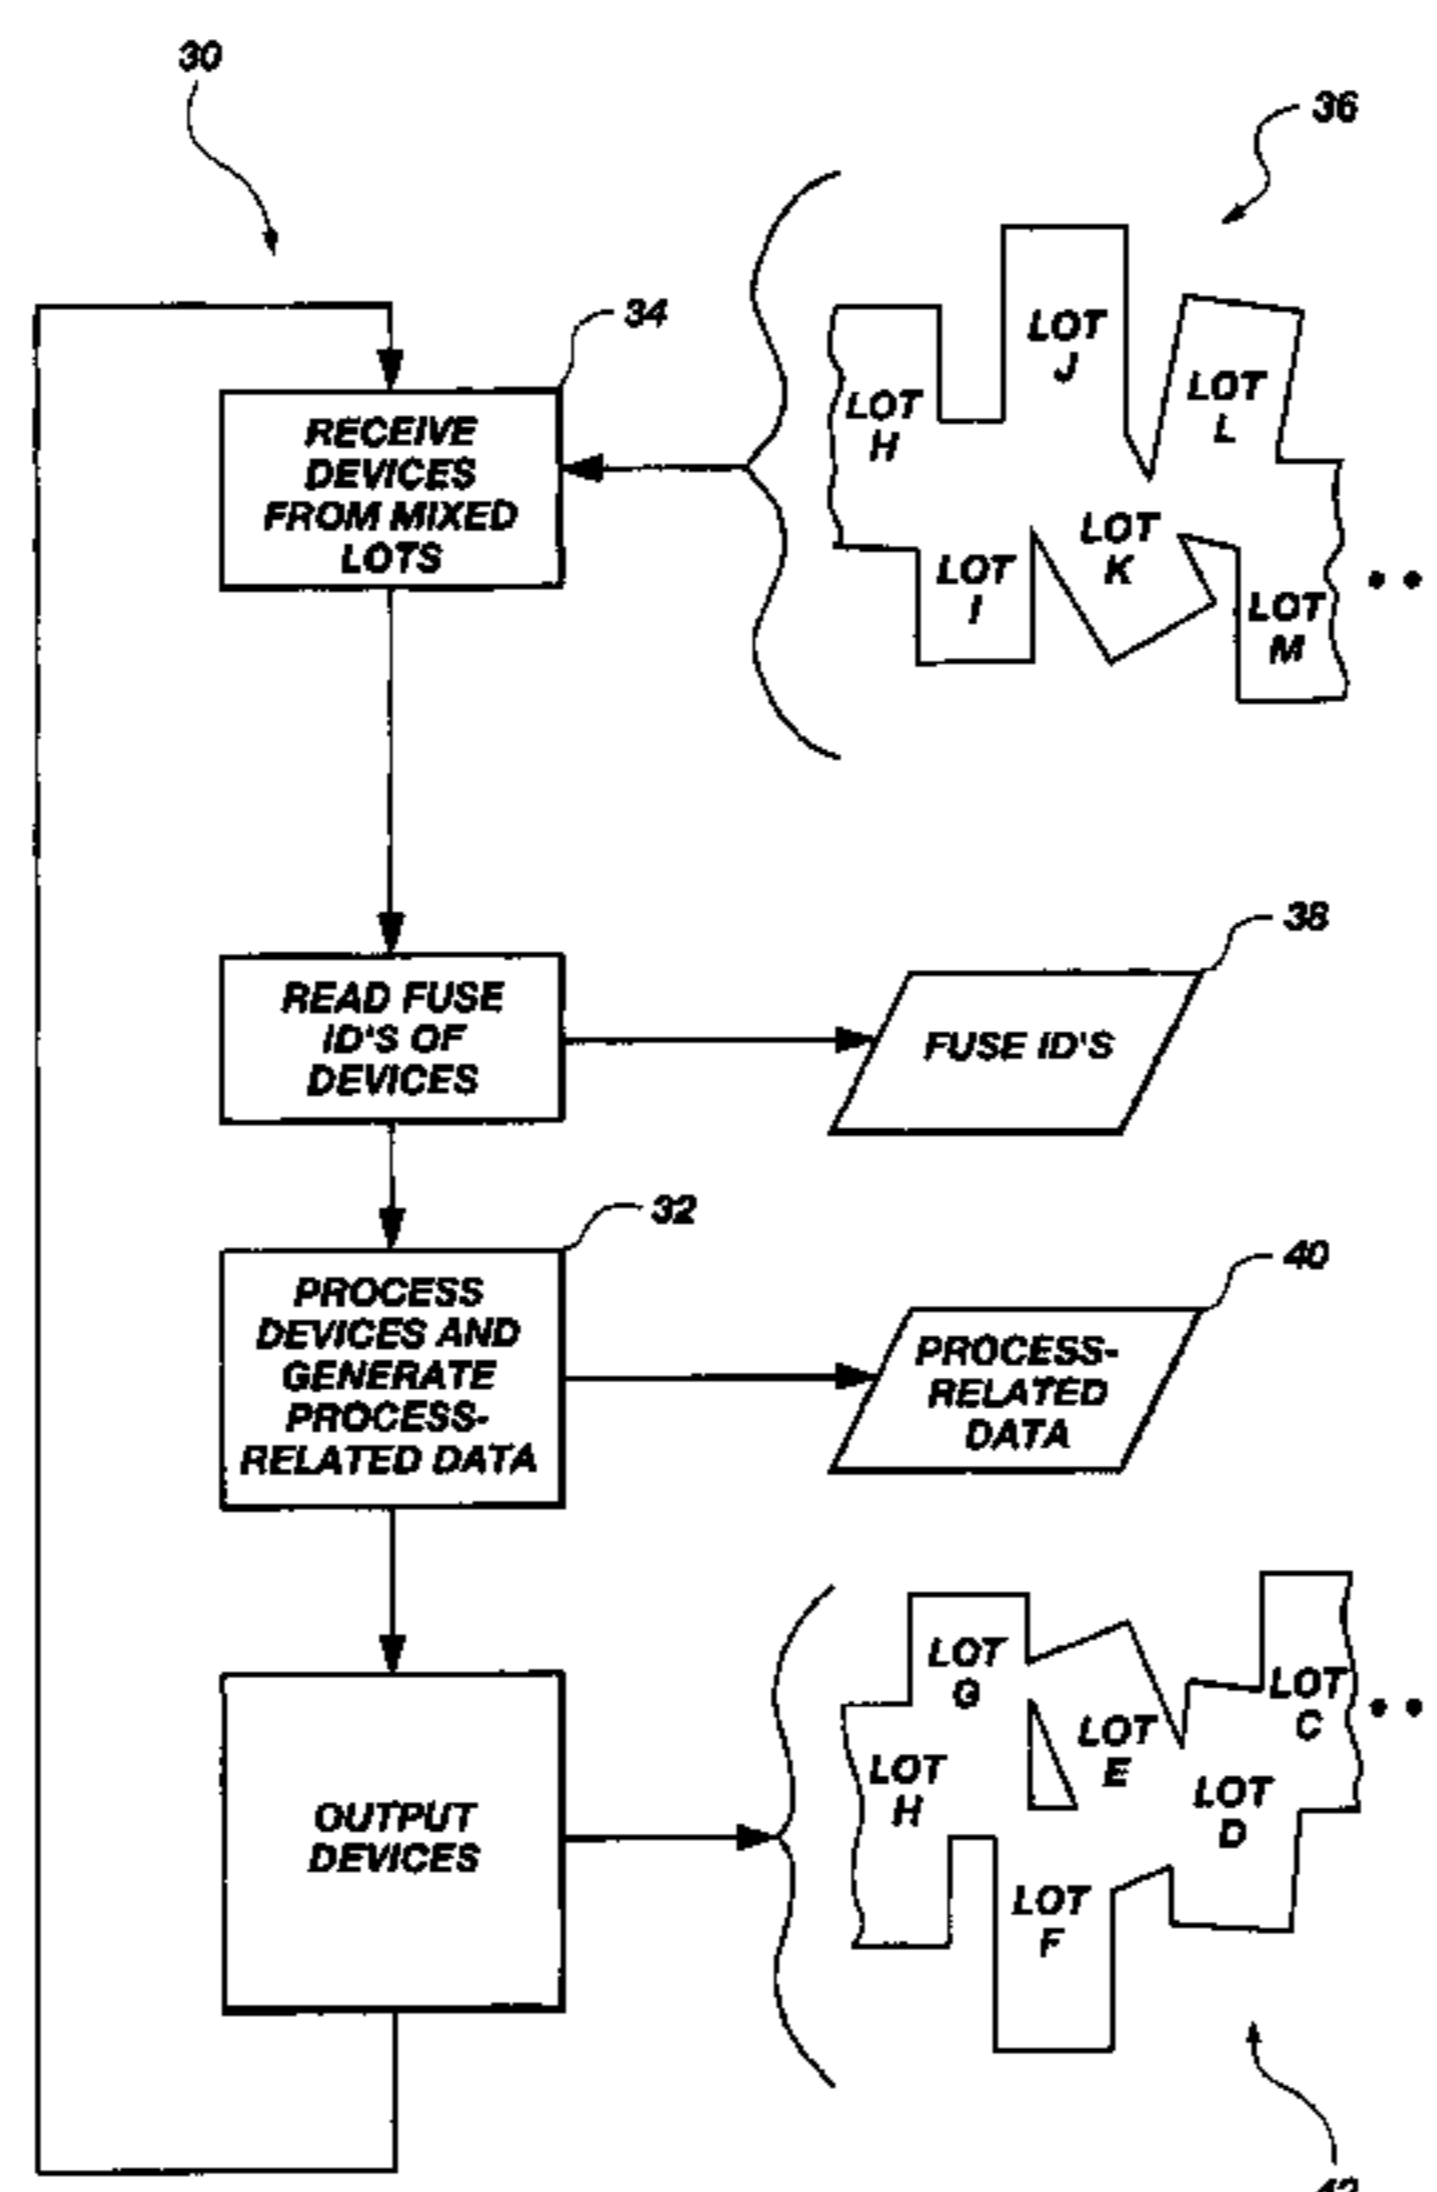 30
36
34
LOT
J
LOT
L
LOT
H
RECEIVE
DEVICES
FROM MIXED
LOTS
LOT
K
LOT
I
LOT
M
38
READ FUSE
ID'S OF
DEVICES
FUSE ID'S
32
40
PROCESS
DEVICES AND
GENERATE
PROCESS-
RELATED DATA
PROCESS-
RELATED
DATA
LOT
G
LOT
C
LOT
E
LOT
H
LOT
D
OUTPUT
DEVICES
LOT
F